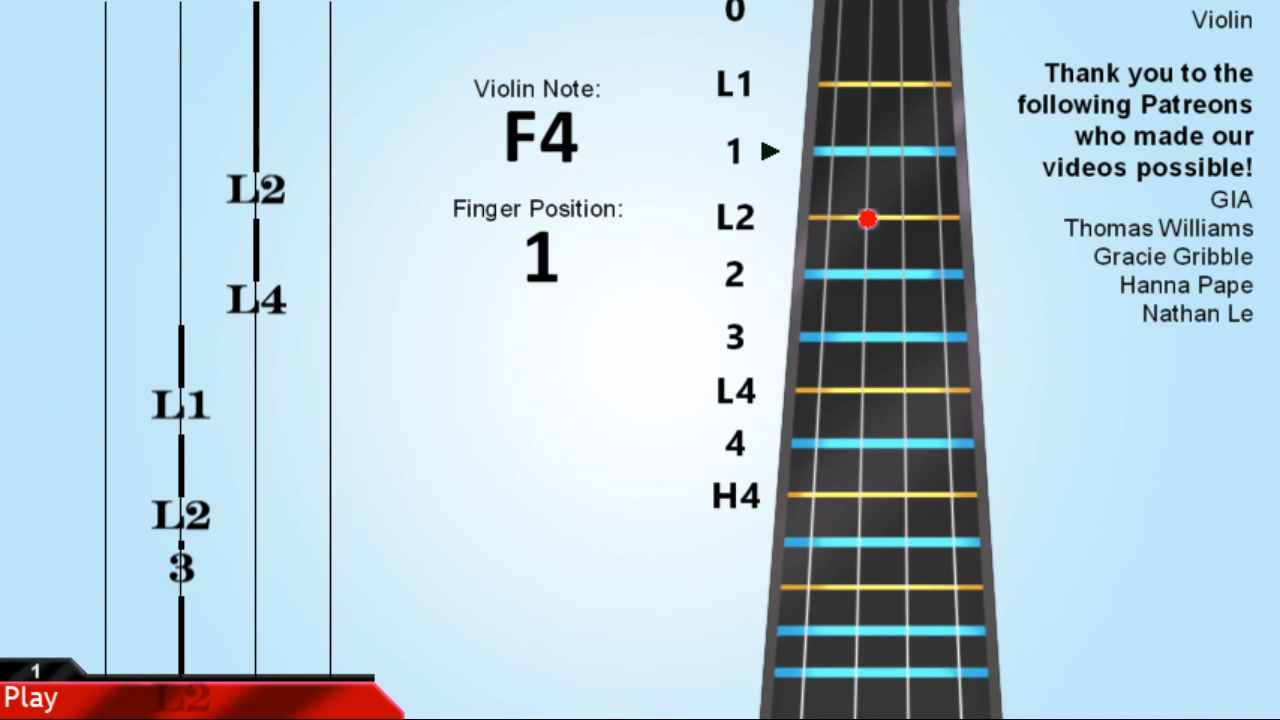 L2
L4
L1
L2
3
1
Play
L2
Violin Note:
F4
Finger Position:
1
0
L1
1
L2
2
3
L4
4
H4
Violin
Thank you to the
following Patreons
who made our
videos possible!
GIA
Thomas Williams
Gracie Gribble
Hanna Pape
Nathan Le